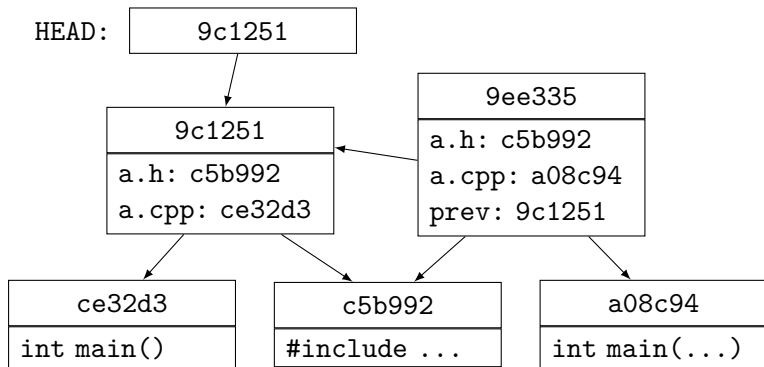 HEAD: 9c1251
9c1251
a.h: c5b992
a.cpp: ce32d3
9ee335
a.h: c5b992
a.cpp: a08c94
prev: 9c1251
ce32d3
int main()
c5b992
#include ...
a08c94
int main(...)